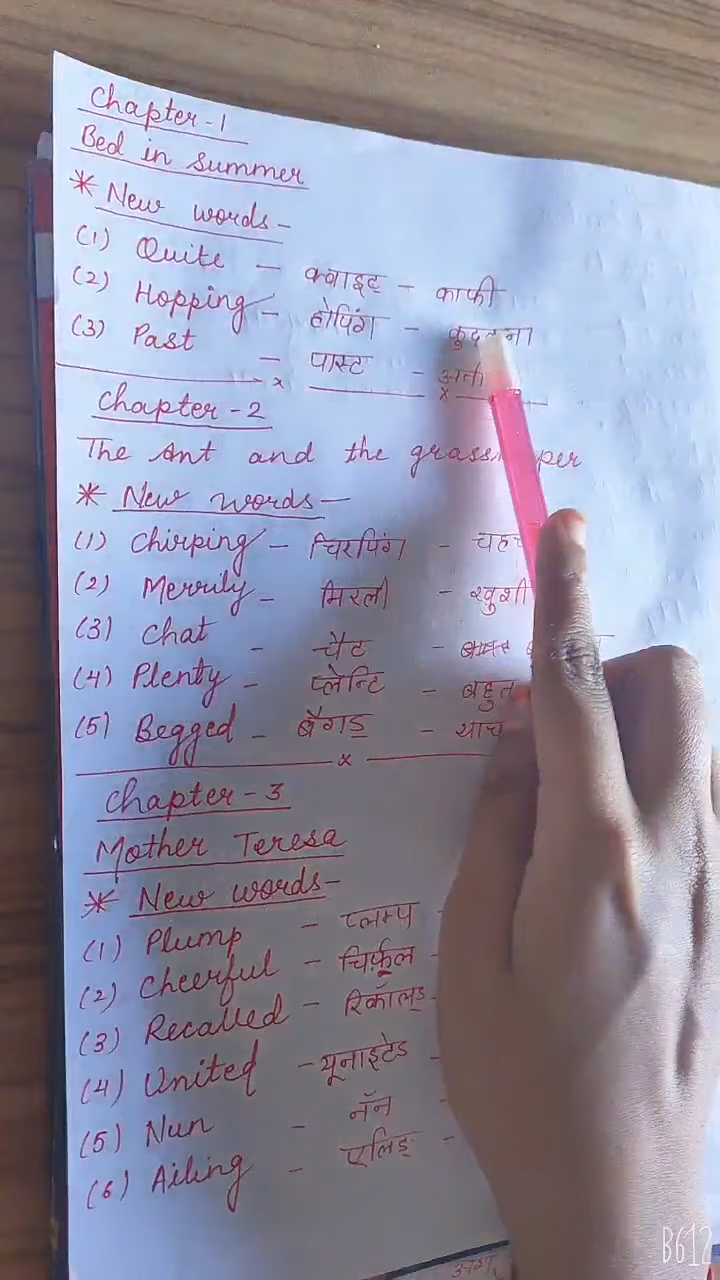 Chapter-1
Bed in summer
* New words-
(1) Quite - क्वाइट - काफी
(2) Hopping - होपिंग -
(3) Past - पास्ट -
x x
Chapter-2
The Ant and the
* New words-
(1) Chirping - चिरपिंग -
(2) Merrily - मिरली - खुशी
(3) Chat - चैट -
(4) Plenty - प्लेन्टि - बहुत
(5) Begged - बैगड् -
x
Chapter-3
Mother Teresa
* New words-
(1) Plump - प्लम्प -
(2) Cheerful - चिर्फूल -
(3) Recalled - रिकॉलड् -
(4) United - यूनाइटेड -
(5) Nun - नॅन -
(6) Ailing - एलिङ् -
B612